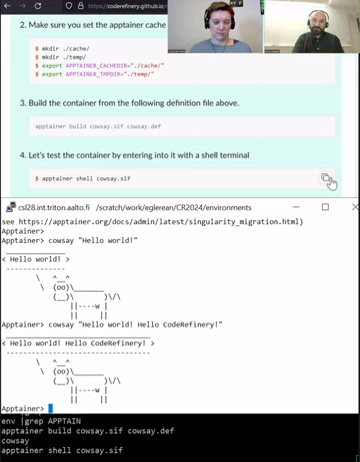 https://coderefinery.g
2. Make sure you set the apptainer cache
$ mkdir ./cache/
$ mkdir ./temp/
$ export APPTAINER_CACHEDIR="./cache/"
$ export APPTAINER_TMPDIR="./temp/"
3. Build the container from the following definition file above.
apptainer build cowsay.sif cowsay.def
4. Let's test the container by entering into it with a shell terminal
$ apptainer shell cowsay.sif
csl28.int.triton.aalto.fi /scratch/work/eglerean/CR2024/environments
see https://apptainer.org/docs/admin/latest/singularity_migration.html)
Apptainer>
Apptainer> cowsay "Hello world!"
< Hello world! >
Apptainer> cowsay "Hello world! Hello CodeRefinery!"
< Hello world! Hello CodeRefinery! >
Apptainer>
env |grep APPTAIN
apptainer build cowsay.sif cowsay.def
cowsay
apptainer shell cowsay.sif